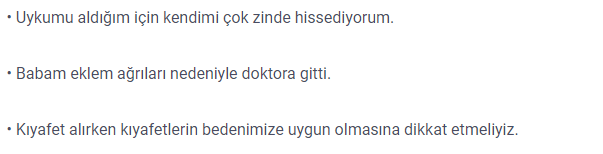 • Uykumu aldığım için kendimi çok zinde hissediyorum.
• Babam eklem ağrıları nedeniyle doktora gitti.
• Kıyafet alırken kıyafetlerin bedenimize uygun olmasına dikkat etmeliyiz.